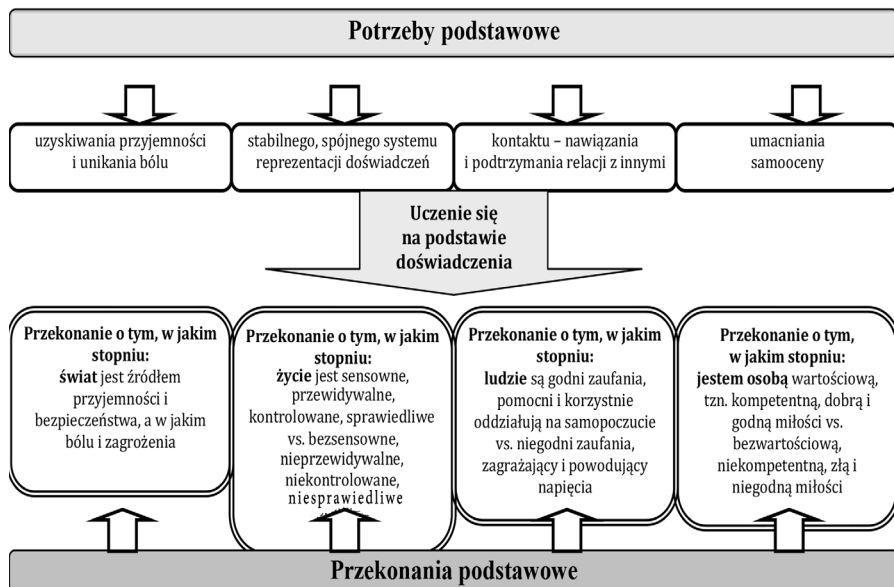 Potrzeby podstawowe
uzyskiwania przyjemności
i unikania bólu
stabilnego, spójnego systemu
reprezentacji doświadczeń
kontaktu – nawiązania
i podtrzymania relacji z innymi
umacniania
samooceny
Uczenie się
na podstawie
doświadczenia
Przekonanie o tym, w jakim
stopniu:
świat jest źródłem
przyjemności i
bezpieczeństwa, a w jakim
bólu i zagrożenia
Przekonanie o tym, w jakim
stopniu:
życie jest sensowne,
przewidywalne,
kontrolowane, sprawiedliwe
vs. bezsensowne,
nieprzewidywalne,
niekontrolowane,
niesprawiedliwe
Przekonanie o tym, w jakim
stopniu:
ludzie są godni zaufania,
pomocni i korzystnie
oddziałują na samopoczucie
vs. niegodni zaufania,
zagrażający i powodujący
napięcia
Przekonanie o tym,
w jakim stopniu:
jestem osobą wartościową,
tzn. kompetentną, dobrą i
godną miłości vs.
bezwartościową,
niekompetentną, złą i
niegodną miłości
Przekonania podstawowe